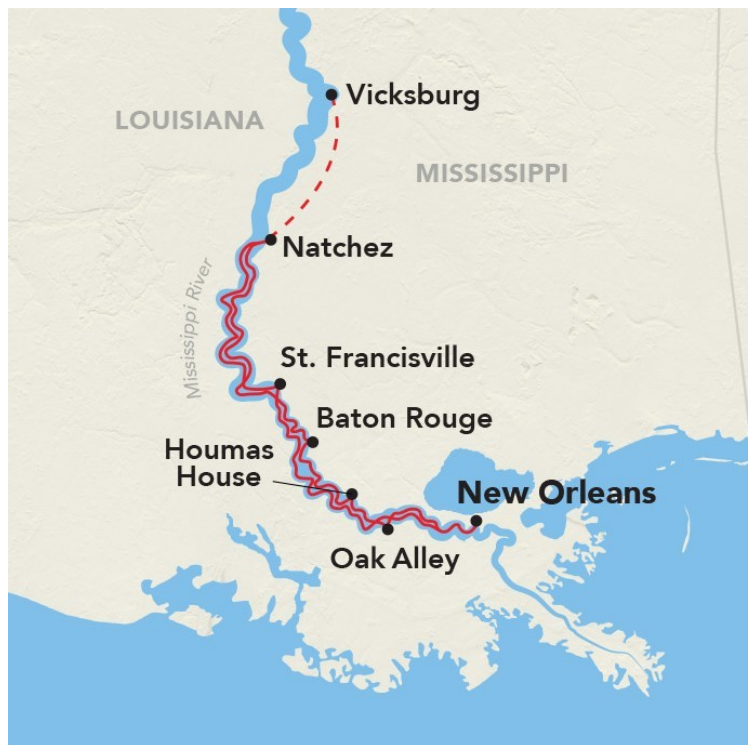 Vicksburg
LOUISIANA
MISSISSIPPI
Natchez
Mississippi River
St. Francisville
Baton Rouge
Houmas
House
New Orleans
Oak Alley